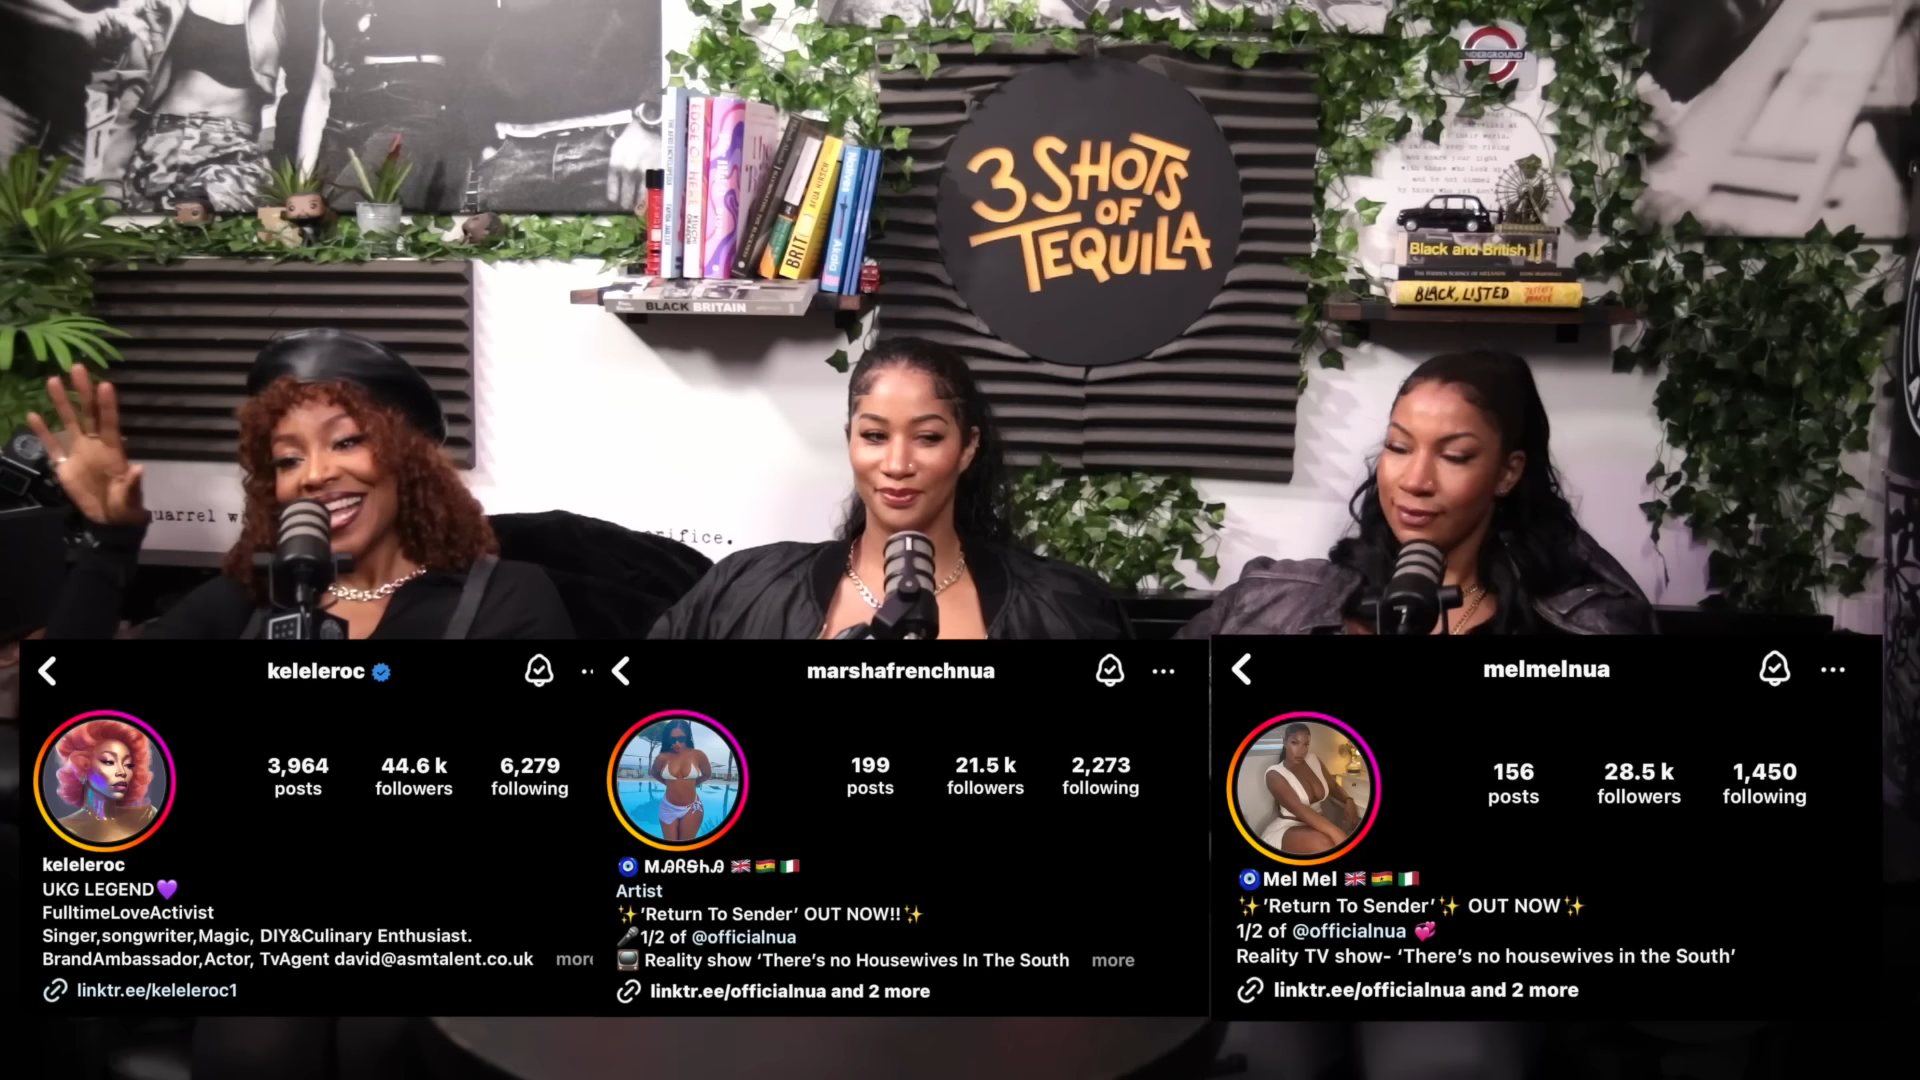 UNDERGROUND
3 SHOTS
OF
TEQUILA
BRIT
BLACK BRITAIN
Black and British
BLACK, LISTED
quarrel w
rifice.
keleleroc
3,964
posts
44.6 k
followers
6,279
following
keleleroc
UKG LEGEND💜
FulltimeLoveActivist
Singer,songwriter,Magic, DIY&Culinary Enthusiast.
BrandAmbassador,Actor, TvAgent david@asmtalent.co.uk more
linktr.ee/keleleroc1
marshafrenchnua
199
posts
21.5 k
followers
2,273
following
🧿 MᎯᏒᎦhᎯ 🇬🇧 🇬🇭 🇮🇹
Artist
✨’Return To Sender’ OUT NOW!!✨
🎤1/2 of @officialnua
📺 Reality show ‘There’s no Housewives In The South more
linktr.ee/officialnua and 2 more
melmelnua
156
posts
28.5 k
followers
1,450
following
🧿Mel Mel 🇬🇧 🇬🇭 🇮🇹
✨’Return To Sender’✨ OUT NOW✨
1/2 of @officialnua 💞
Reality TV show- ‘There’s no housewives in the South’
linktr.ee/officialnua and 2 more